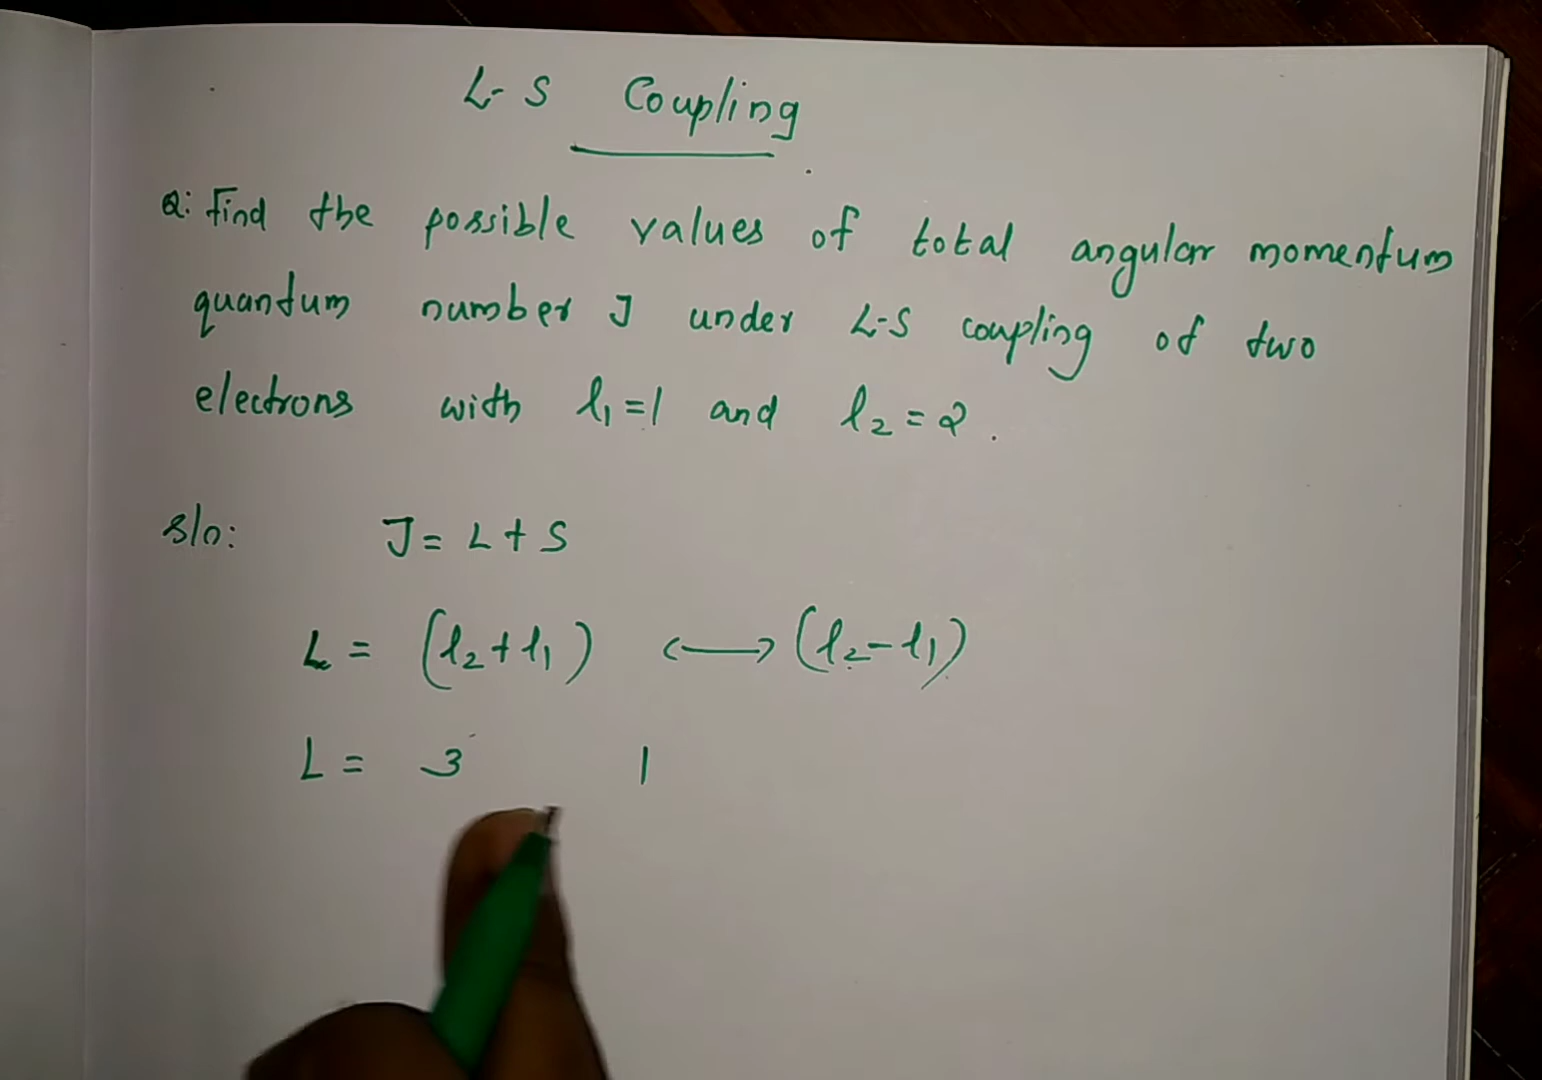 L-S Coupling
Q: Find the possible values of total angular momentum
quantum number J under L-S coupling of two
electrons with l₁=1 and l₂=2.
Sln: J= L+S
L= (l₂+l₁) ⟷ (l₂-l₁)
L= 3 1